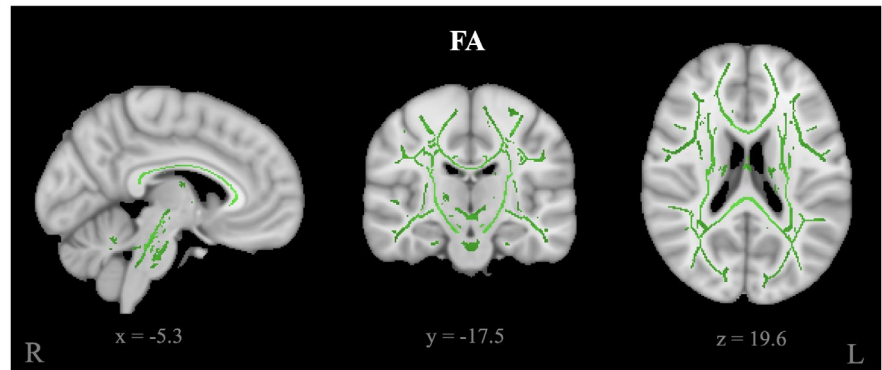 FA
x = -5.3
y = -17.5
z = 19.6
R
L